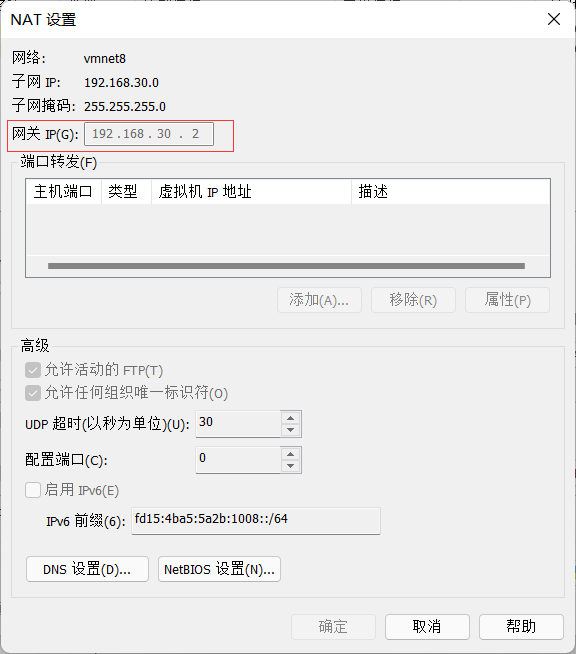 NAT 设置
网络: vmnet8
子网 IP: 192.168.30.0
子网掩码: 255.255.255.0
网关 IP(G): 192 . 168 . 30 . 2
端口转发(F)
主机端口 类型 虚拟机 IP 地址 描述
添加(A)... 移除(R) 属性(P)
高级
允许活动的 FTP(T)
允许任何组织唯一标识符(O)
UDP 超时(以秒为单位)(U): 30
配置端口(C): 0
启用 IPv6(E)
IPv6 前缀(6): fd15:4ba5:5a2b:1008::/64
DNS 设置(D)... NetBIOS 设置(N)...
确定 取消 帮助